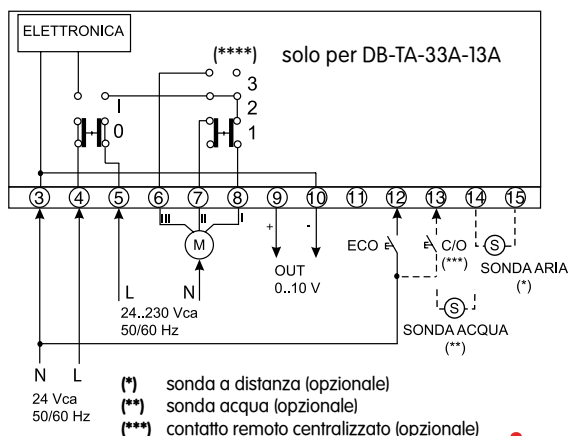 ELETTRONICA
(****) solo per DB-TA-33A-13A
3
I 2
0 1
3 4 5 6 7 8 9 10 11 12 13 14 15
III II I
M
+ -
ECO C/O S
(***)
L N OUT SONDA ARIA
0..10 V (*)
24..230 Vca
50/60 Hz
S
SONDA ACQUA
(**)
N L
24 Vca
50/60 Hz
(*) sonda a distanza (opzionale)
(**) sonda acqua (opzionale)
(***) contatto remoto centralizzato (opzionale)